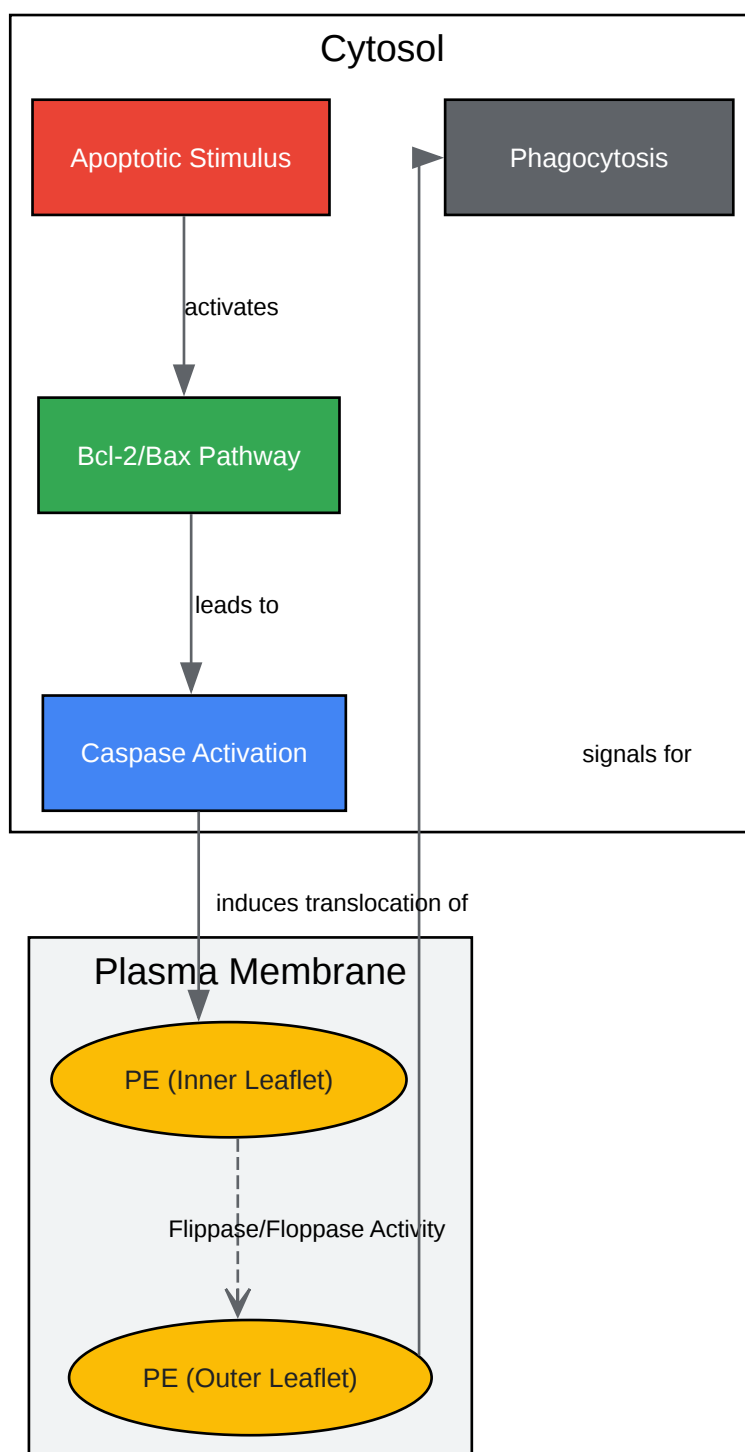 Cytosol
Apoptotic Stimulus
Phagocytosis
activates
Bcl-2/Bax Pathway
leads to
Caspase Activation
signals for
induces translocation of
Plasma Membrane
PE (Inner Leaflet)
Flippase/Floppase Activity
PE (Outer Leaflet)